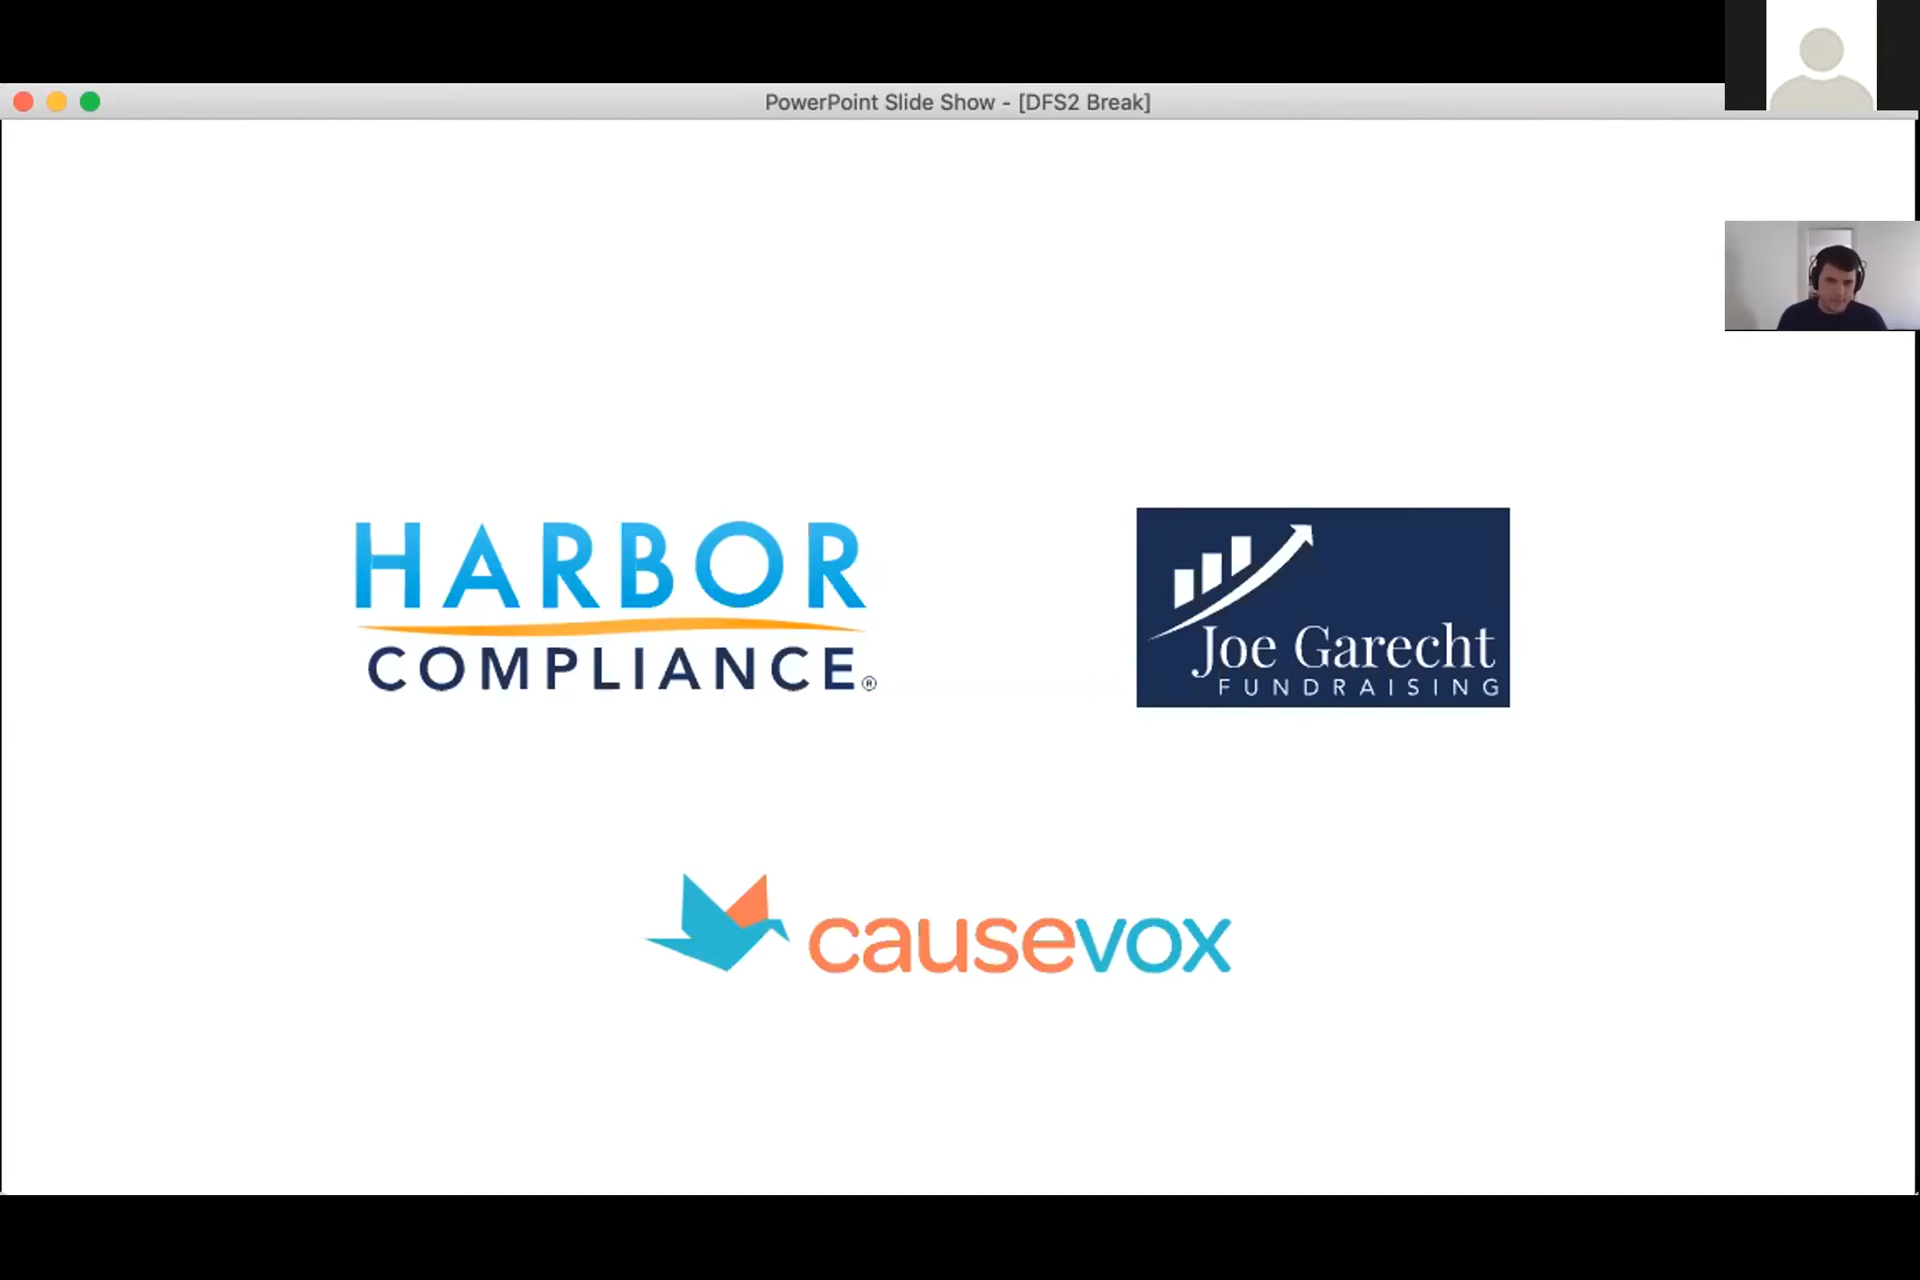 PowerPoint Slide Show - [DFS2 Break]
HARBOR
COMPLIANCE®
Joe Garecht
FUNDRAISING
causevox